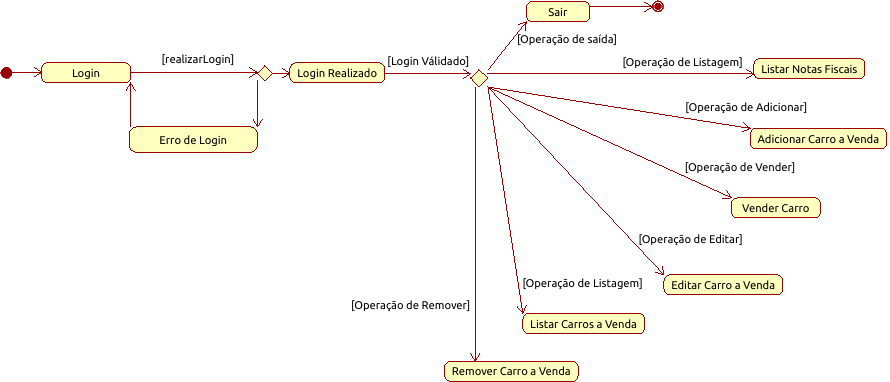 Sair
[Operação de saída]
[realizarLogin]
[Login Válidado]
[Operação de Listagem]
Login
Login Realizado
Listar Notas Fiscais
[Operação de Adicionar]
Erro de Login
Adicionar Carro a Venda
[Operação de Vender]
Vender Carro
[Operação de Editar]
[Operação de Listagem]
Editar Carro a Venda
[Operação de Remover]
Listar Carros a Venda
Remover Carro a Venda